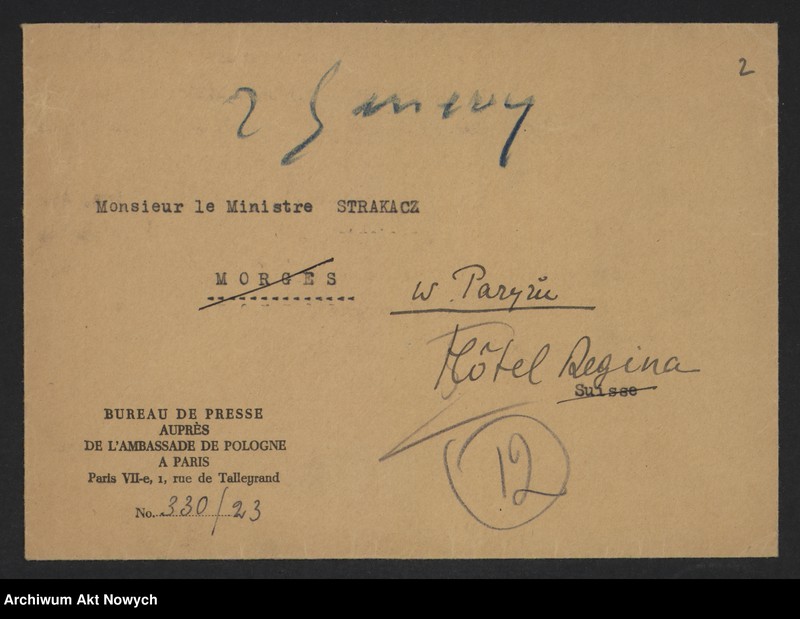 2
z Genewy
Monsieur le Ministre STRAKACZ
MORGES
w Paryżu
Hôtel Regina
Suisse
BUREAU DE PRESSE
AUPRÈS
DE L'AMBASSADE DE POLOGNE
A PARIS
Paris VII-e, 1, rue de Talleyrand
No. 330/23
12
Archiwum Akt Nowych